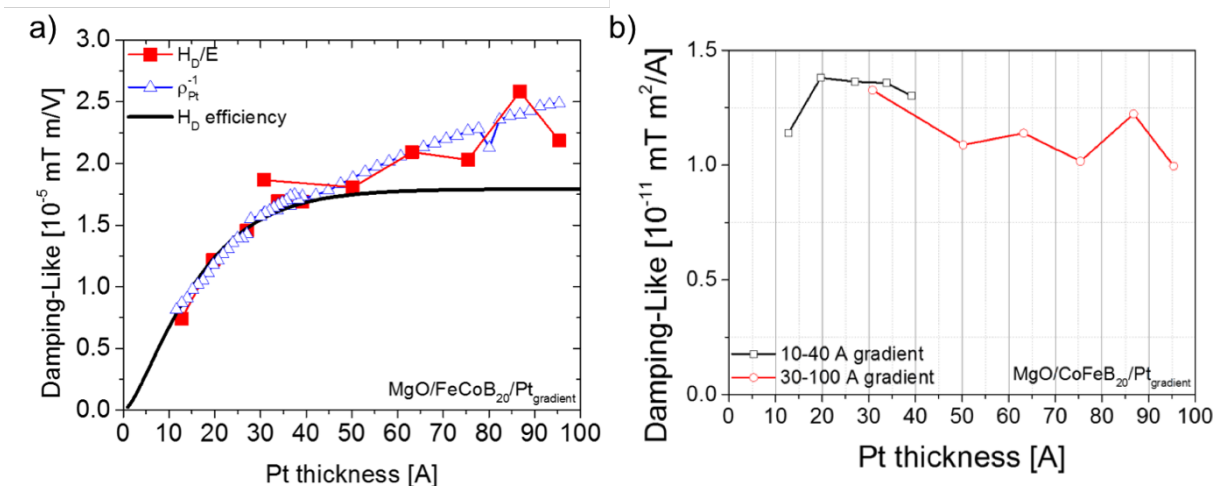 a)
Damping-Like [10⁻⁵ mT m/V]
3.0
2.5
2.0
1.5
1.0
0.5
0.0
H_D/E
ρ_Pt⁻¹
H_D efficiency
MgO/FeCoB₂₀/Pt_gradient
0 10 20 30 40 50 60 70 80 90 100
Pt thickness [A]
b)
Damping-Like [10⁻¹¹ mT m²/A]
1.5
1.0
0.5
0.0
10-40 A gradient
30-100 A gradient
MgO/CoFeB₂₀/Pt_gradient
0 10 20 30 40 50 60 70 80 90 100
Pt thickness [A]